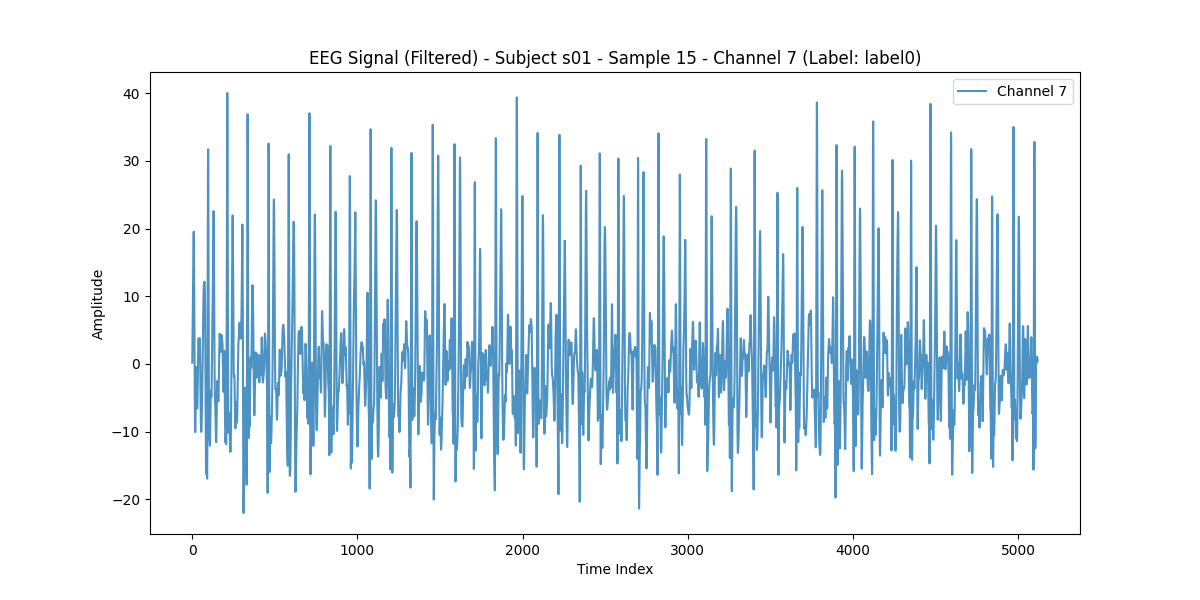 EEG Signal (Filtered) - Subject s01 - Sample 15 - Channel 7 (Label: label0)
Channel 7
Amplitude
40
30
20
10
0
−10
−20
0 1000 2000 3000 4000 5000
Time Index